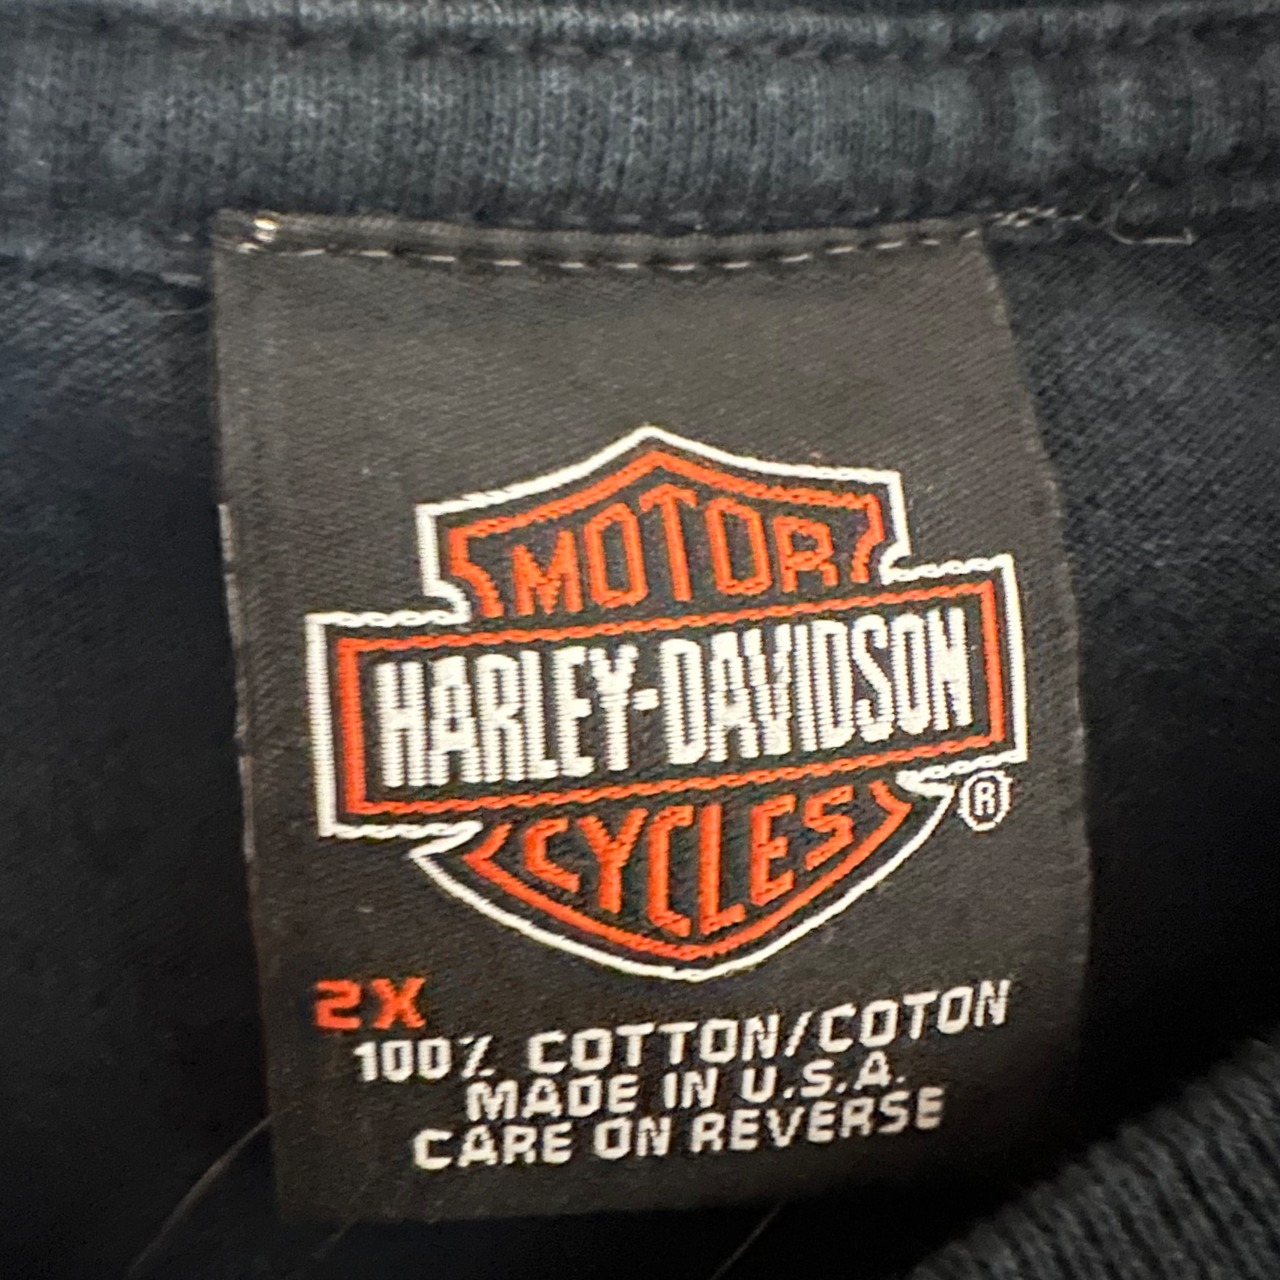 MOTOR
HARLEY-DAVIDSON
CYCLES
®
2X
100% COTTON/COTON
MADE IN U.S.A.
CARE ON REVERSE